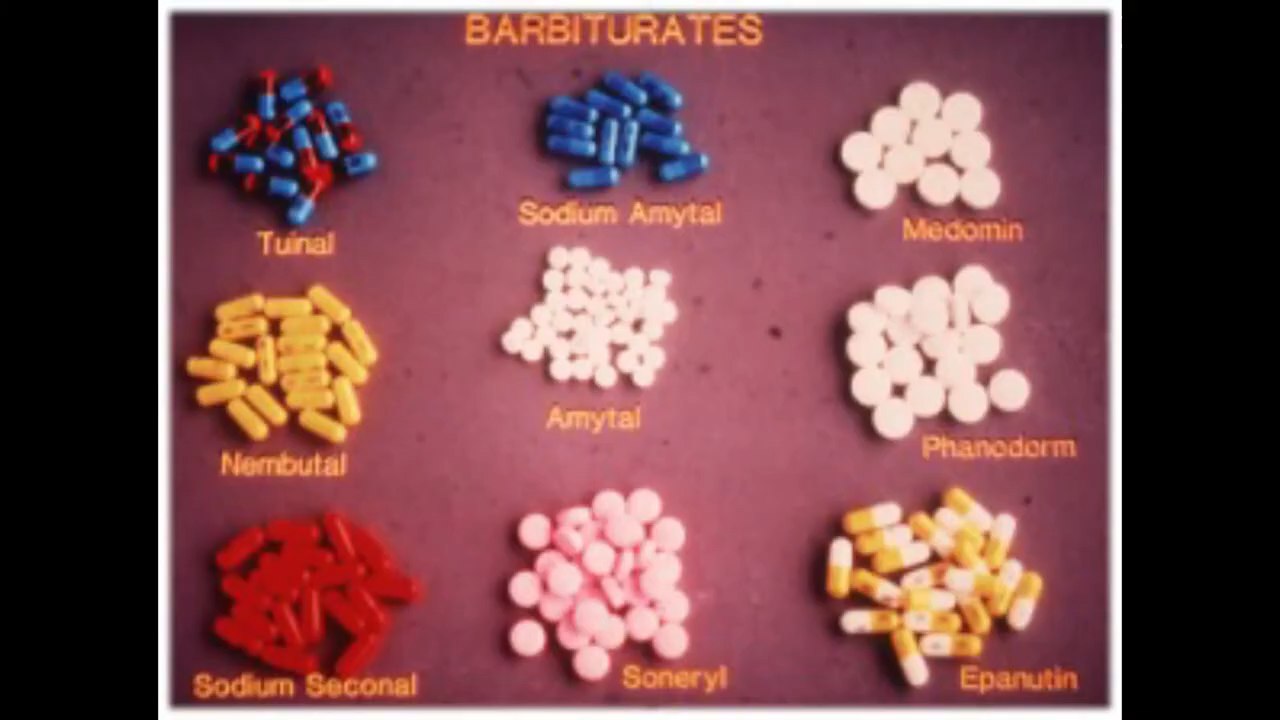 BARBITURATES
Tuinal
Sodium Amytal
Medomin
Nembutal
Amytal
Phanodorm
Sodium Seconal
Soneryl
Epanutin